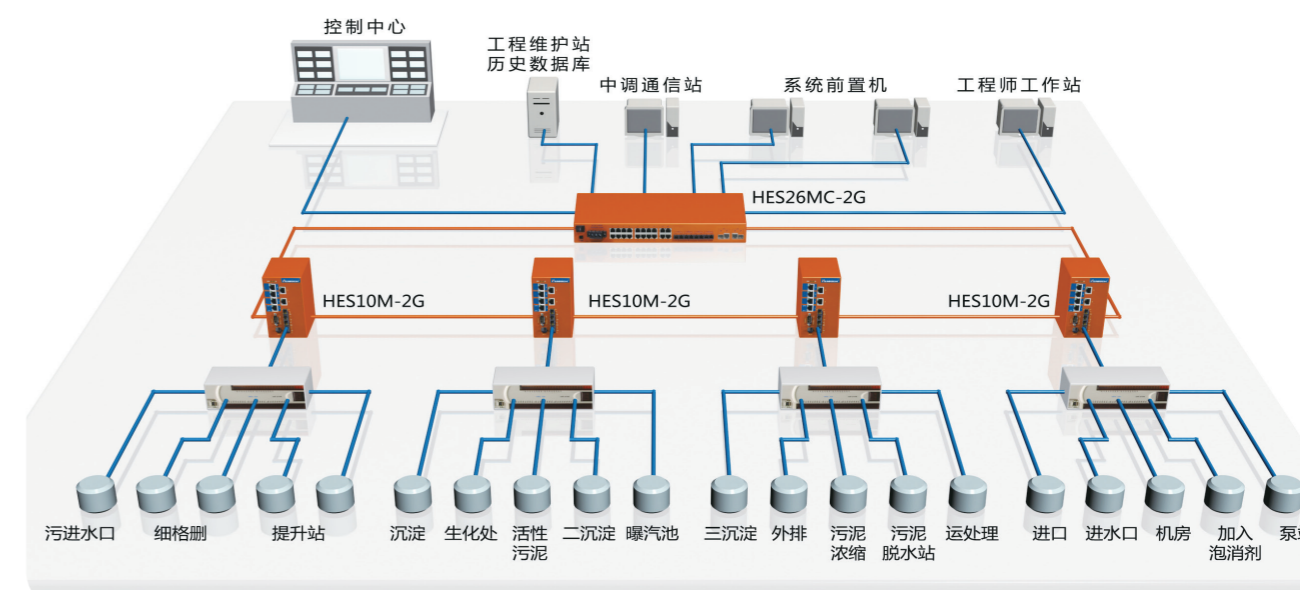 控制中心
工程维护站
历史数据库
中调通信站
系统前置机
工程师工作站
HES26MC-2G
HES10M-2G
HES10M-2G
HES10M-2G
污进水口
细格删
提升站
沉淀
生化处
活性
污泥
二沉淀
曝汽池
三沉淀
外排
污泥
浓缩
污泥
脱水站
运处理
进口
进水口
机房
加入
泡消剂
泵